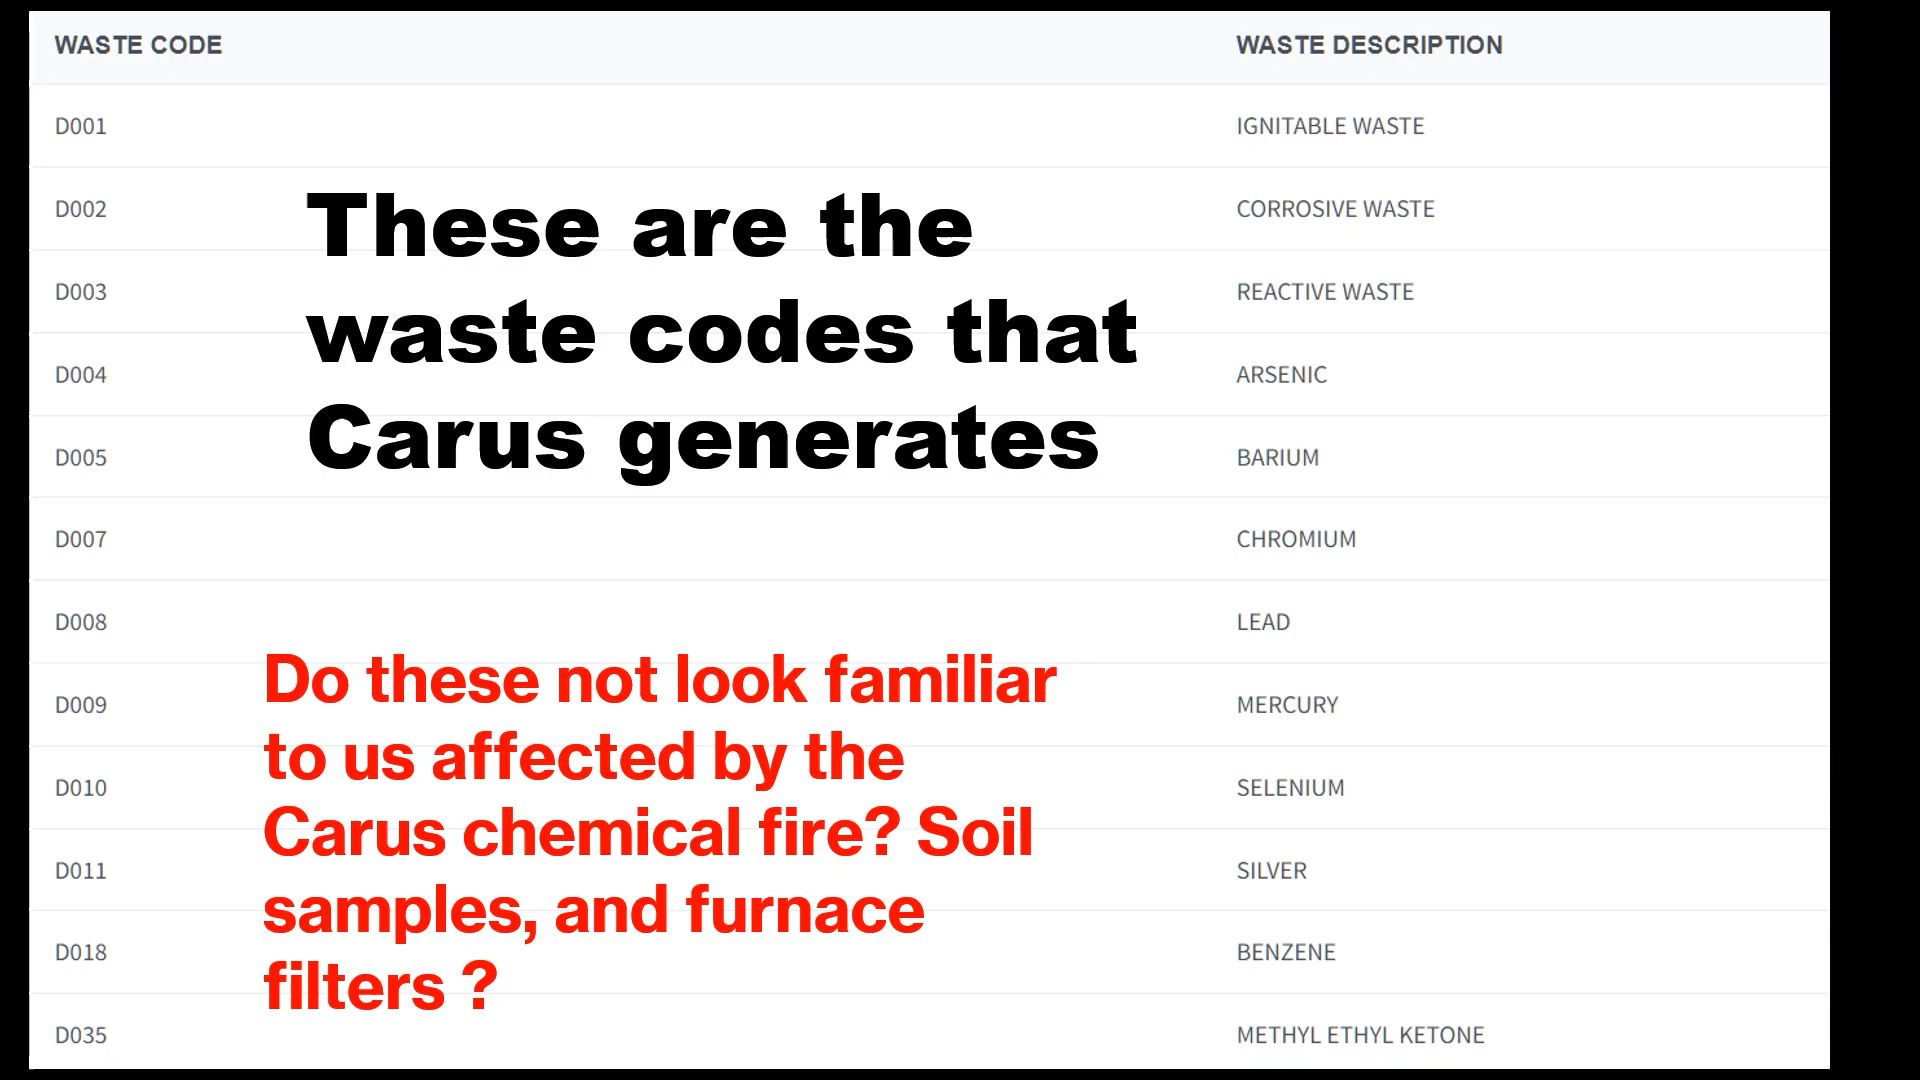 WASTE CODE WASTE DESCRIPTION
D001 IGNITABLE WASTE
D002 CORROSIVE WASTE
D003 REACTIVE WASTE
D004 ARSENIC
D005 BARIUM
D007 CHROMIUM
D008 LEAD
D009 MERCURY
D010 SELENIUM
D011 SILVER
D018 BENZENE
D035 METHYL ETHYL KETONE
These are the
waste codes that
Carus generates
Do these not look familiar
to us affected by the
Carus chemical fire? Soil
samples, and furnace
filters ?